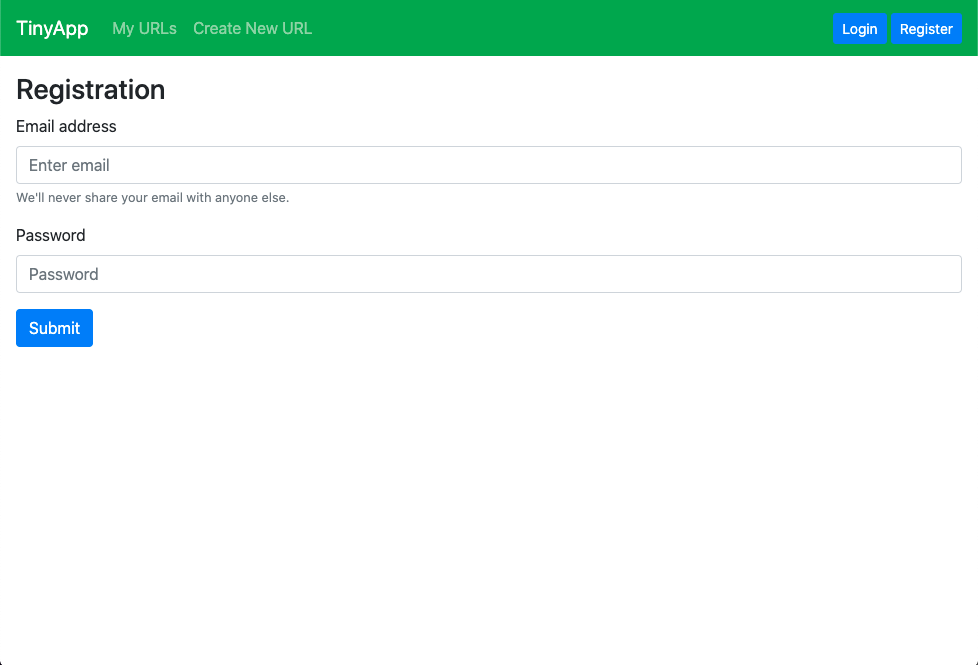 TinyApp My URLs Create New URL Login Register
Registration
Email address
Enter email
We'll never share your email with anyone else.
Password
Password
Submit